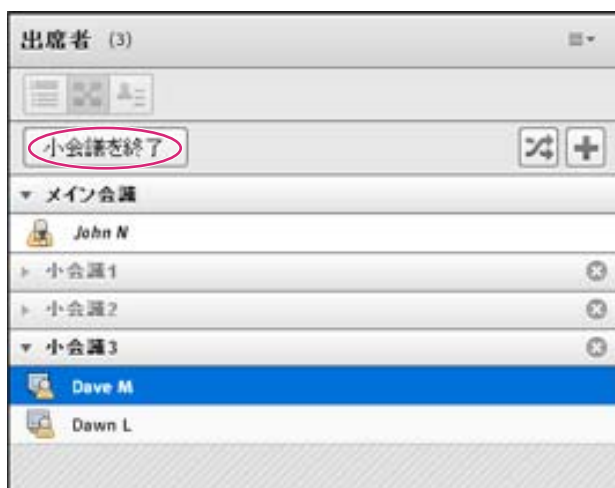 出席者 (3)
小会議を終了
メイン会議
John N
小会議1
小会議2
小会議3
Dave M
Dawn L